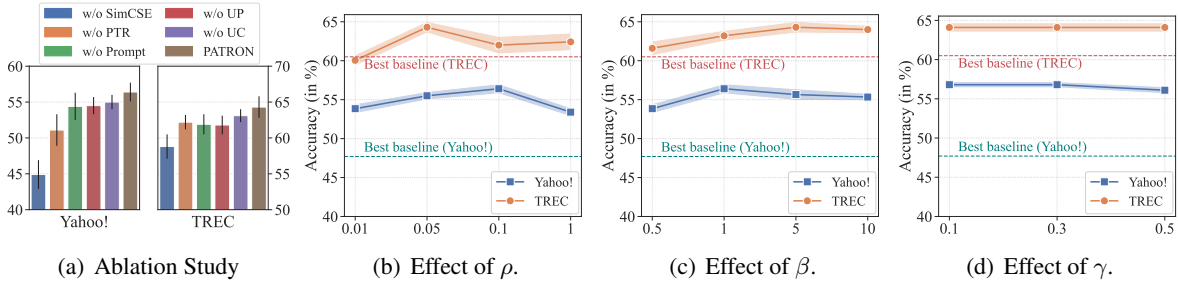 w/o SimCSE
w/o UP
w/o PTR
w/o UC
w/o Prompt
PATRON
60
55
50
45
40
70
65
60
55
50
Yahoo!
TREC
(a) Ablation Study
Accuracy (in %)
65
60
55
50
45
40
Best baseline (TREC)
Best baseline (Yahoo!)
Yahoo!
TREC
0.01
0.05
0.1
1
(b) Effect of ρ.
Accuracy (in %)
65
60
55
50
45
40
Best baseline (TREC)
Best baseline (Yahoo!)
Yahoo!
TREC
0.5
1
5
10
(c) Effect of β.
Accuracy (in %)
65
60
55
50
45
40
Best baseline (TREC)
Best baseline (Yahoo!)
Yahoo!
TREC
0.1
0.3
0.5
(d) Effect of γ.